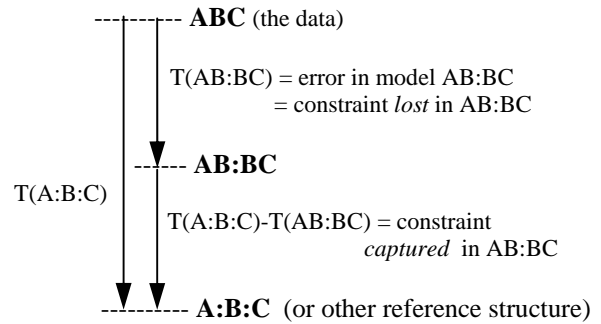 ABC (the data)
T(AB:BC) = error in model AB:BC
= constraint lost in AB:BC
AB:BC
T(A:B:C)
T(A:B:C)-T(AB:BC) = constraint
captured in AB:BC
A:B:C (or other reference structure)